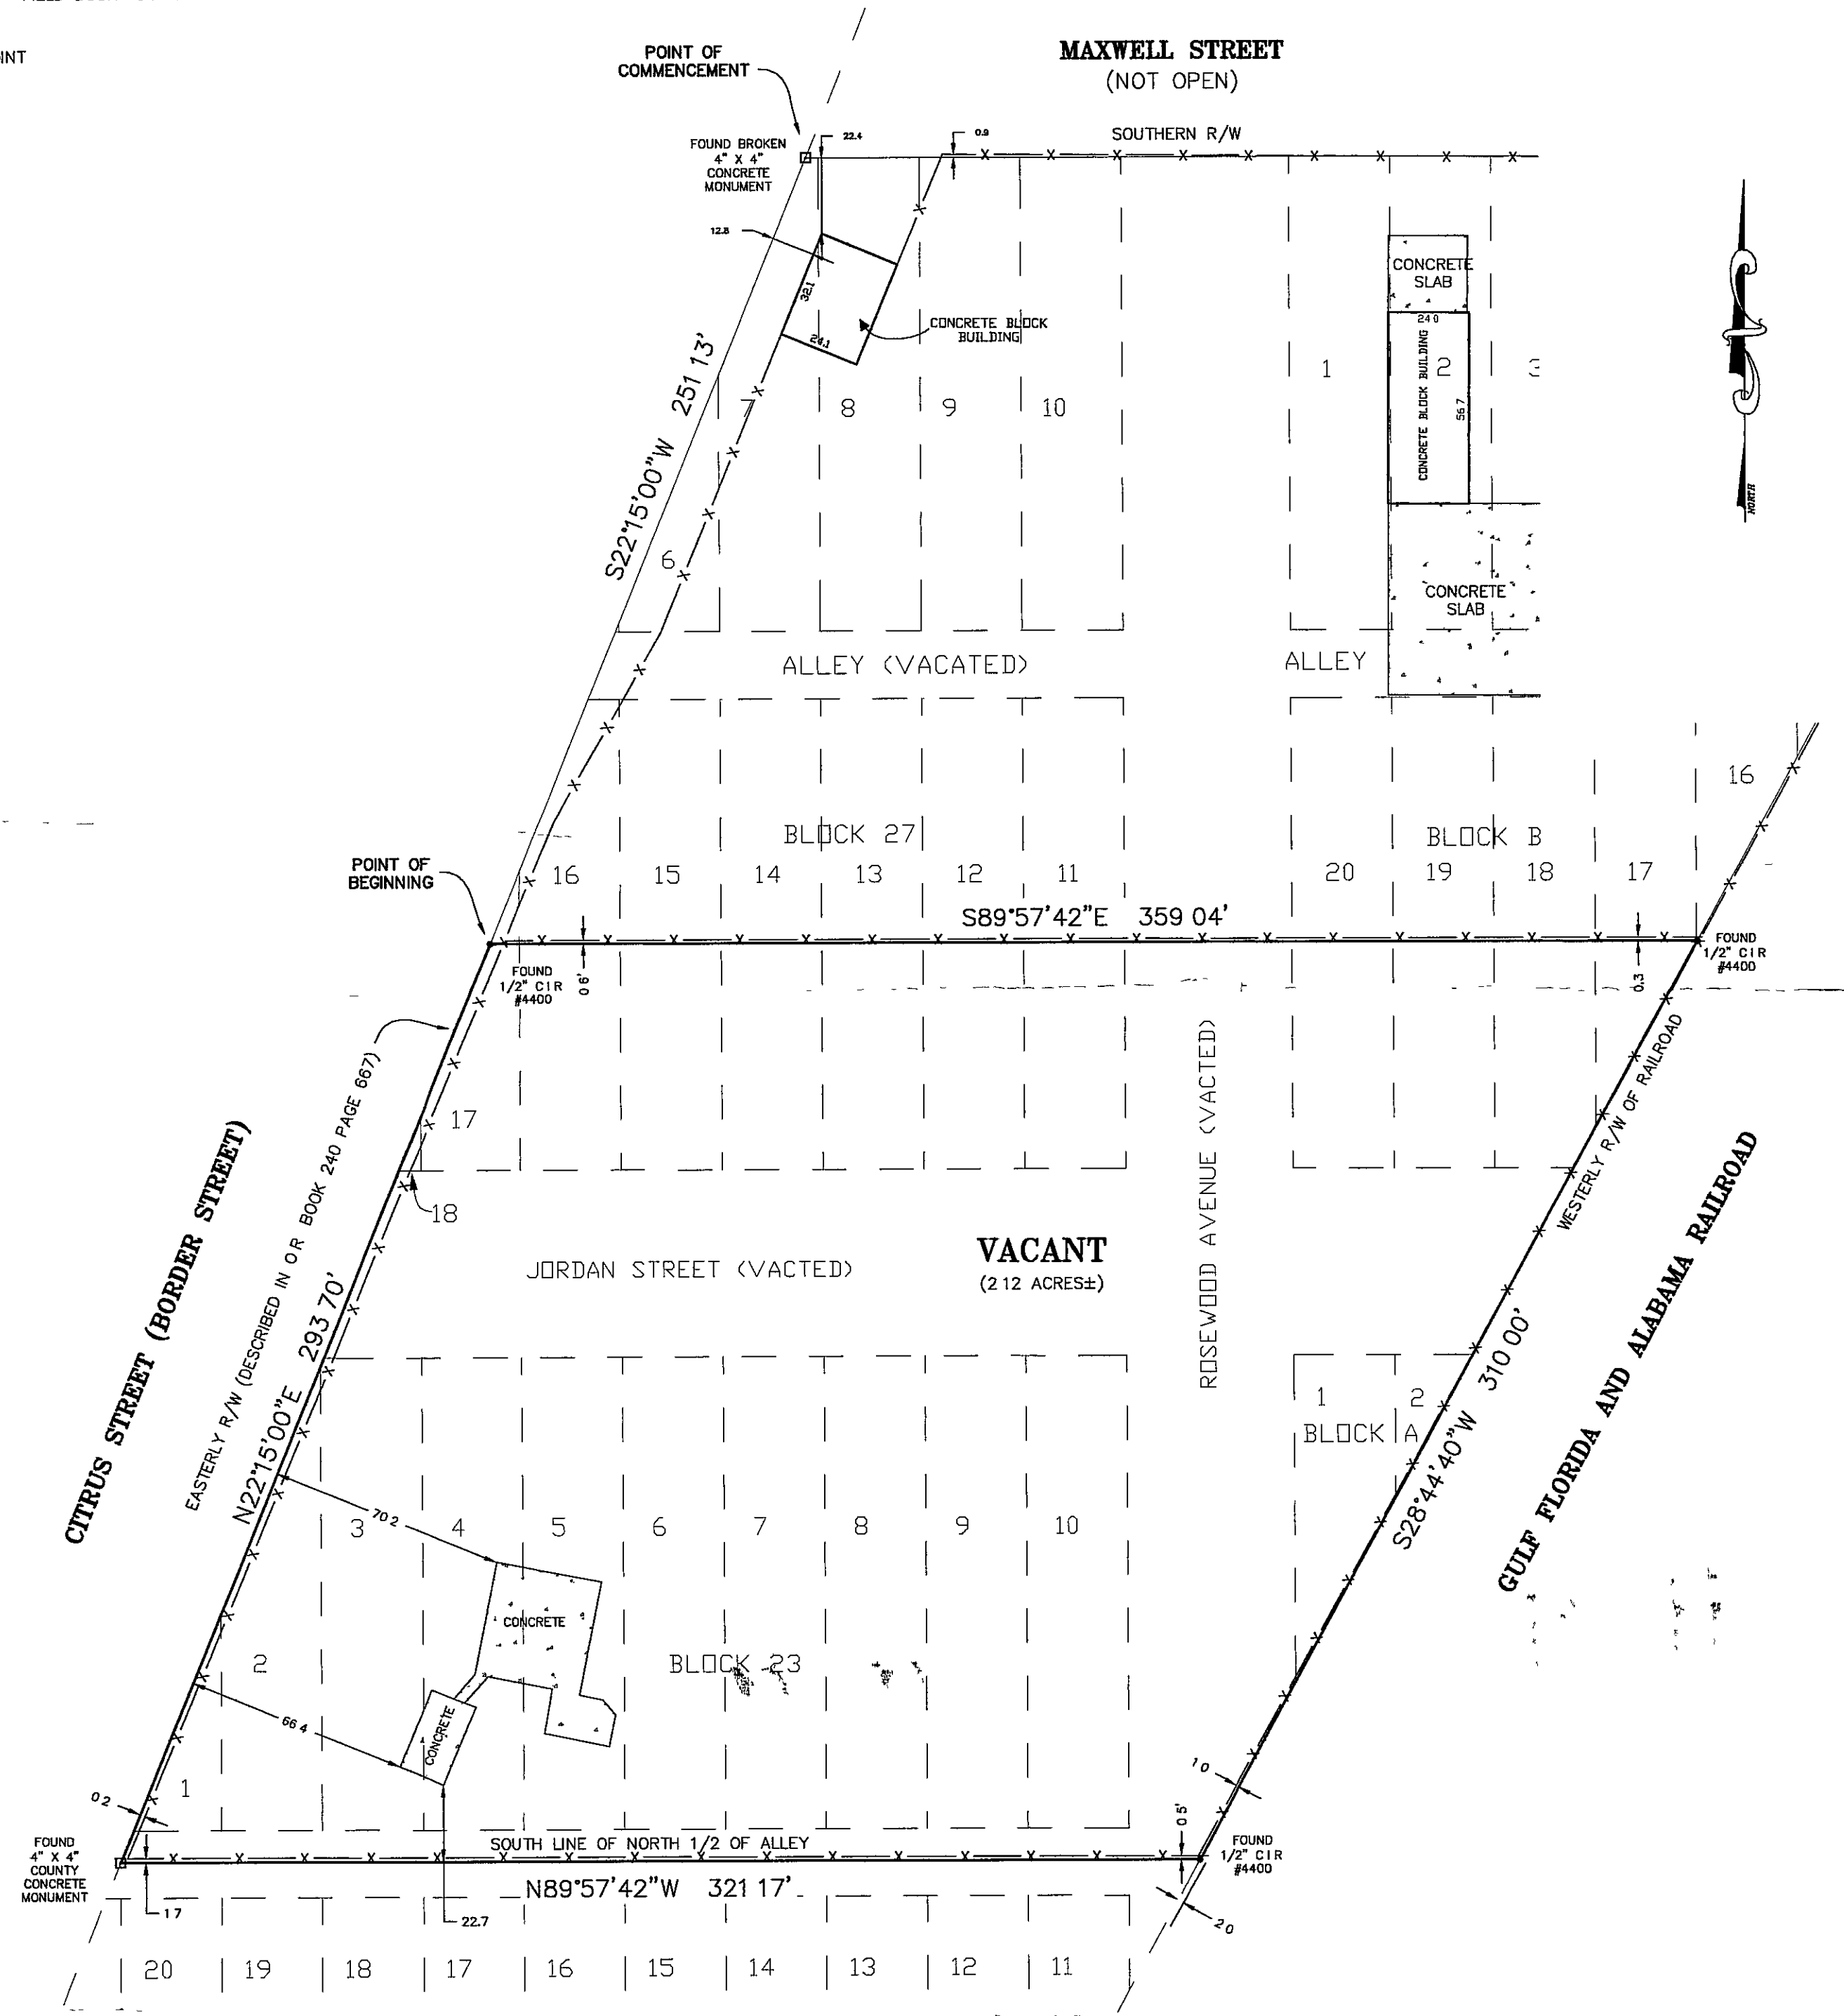 INT
POINT OF
COMMENCEMENT
MAXWELL STREET
(NOT OPEN)
SOUTHERN R/W
FOUND BROKEN
4" X 4"
CONCRETE
MONUMENT
22.4
0.9
12.8
32.1
24.1
CONCRETE BLOCK
BUILDING
CONCRETE
SLAB
24 0
CONCRETE BLOCK BUILDING
56 7
1
2
3
NORTH
S22°15'00"W 251 13'
7
8
9
10
6
CONCRETE
SLAB
ALLEY (VACATED)
ALLEY
BLOCK 27
BLOCK B
16
POINT OF
BEGINNING
16
15
14
13
12
11
20
19
18
17
S89°57'42"E 359 04'
FOUND
1/2" CIR
#4400
0 6'
0.3
FOUND
1/2" CIR
#4400
17
18
EASTERLY R/W (DESCRIBED IN OR BOOK 240 PAGE 667)
CITRUS STREET (BORDER STREET)
N22°15'00"E 293 70'
JORDAN STREET (VACTED)
VACANT
(2 12 ACRES±)
ROSEWOOD AVENUE (VACTED)
WESTERLY R/W OF RAILROAD
GULF FLORIDA AND ALABAMA RAILROAD
S28°44'40"W 310 00'
1
2
BLOCK A
3
4
5
6
7
8
9
10
70 2
CONCRETE
2
BLOCK 23
66 4
CONCRETE
1
0 2
1 0
0 5'
FOUND
4" X 4"
COUNTY
CONCRETE
MONUMENT
SOUTH LINE OF NORTH 1/2 OF ALLEY
FOUND
1/2" CIR
#4400
N89°57'42"W 321 17'
1 7
22.7
2 0
20
19
18
17
16
15
14
13
12
11